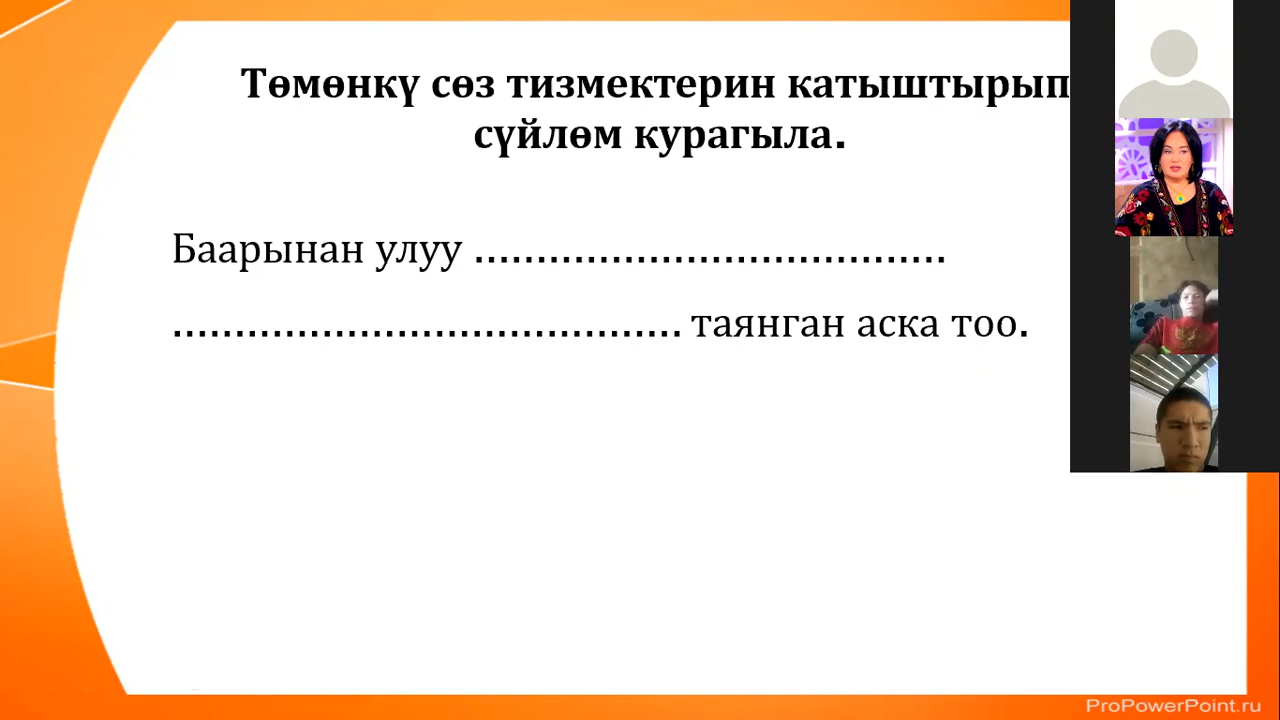 Төмөнкү сөз тизмектерин катыштырып
сүйлөм курагыла.
Баарынан улуу ......................................
......................................... таянган аска тоо.
ProPowerPoint.ru